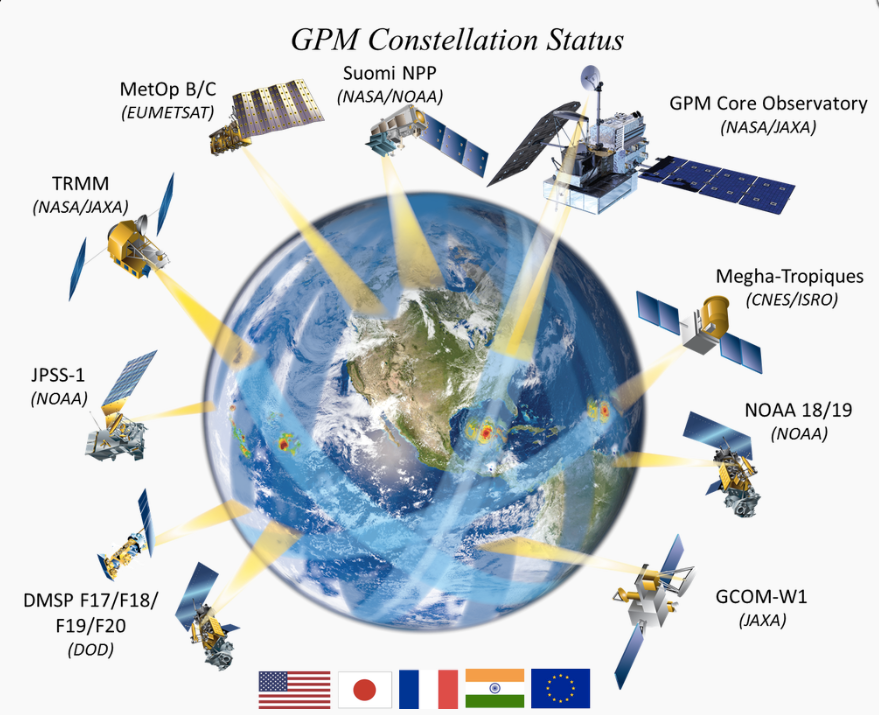 GPM Constellation Status
MetOp B/C
(EUMETSAT)
Suomi NPP
(NASA/NOAA)
GPM Core Observatory
(NASA/JAXA)
TRMM
(NASA/JAXA)
Megha-Tropiques
(CNES/ISRO)
JPSS-1
(NOAA)
NOAA 18/19
(NOAA)
DMSP F17/F18/
F19/F20
(DOD)
GCOM-W1
(JAXA)